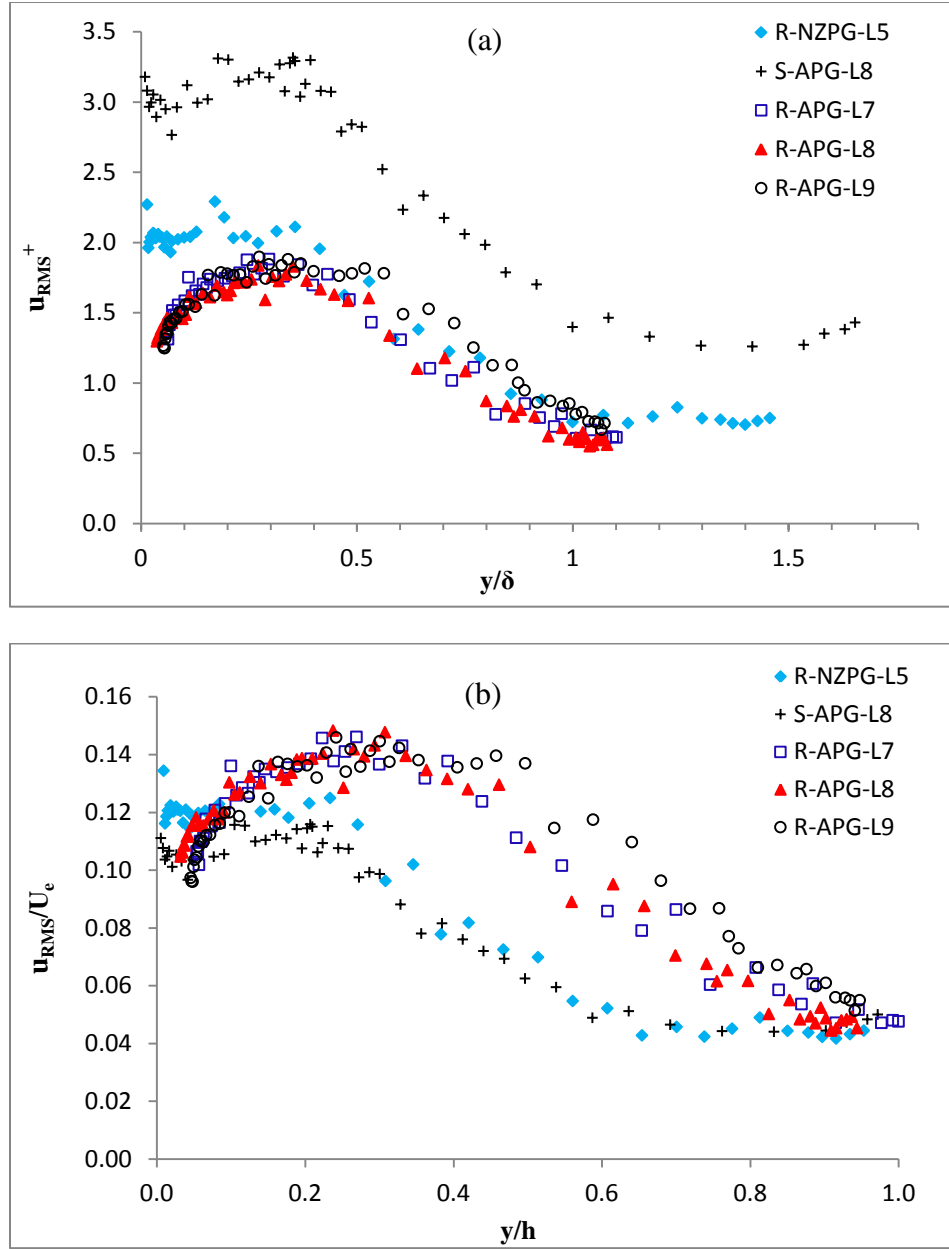 (a)
R-NZPG-L5
S-APG-L8
R-APG-L7
R-APG-L8
R-APG-L9
3.5
3.0
2.5
2.0
1.5
1.0
0.5
0.0
uRMS+
0
0.5
1
1.5
y/δ
(b)
R-NZPG-L5
S-APG-L8
R-APG-L7
R-APG-L8
R-APG-L9
0.16
0.14
0.12
0.10
0.08
0.06
0.04
0.02
0.00
uRMS/Ue
0.0
0.2
0.4
0.6
0.8
1.0
y/h